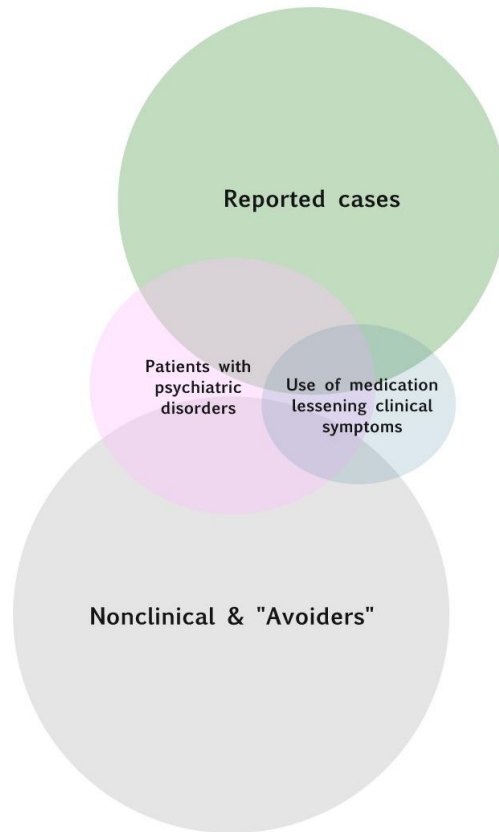 Reported cases
Patients with
psychiatric
disorders
Use of medication
lessening clinical
symptoms
Nonclinical & "Avoiders"